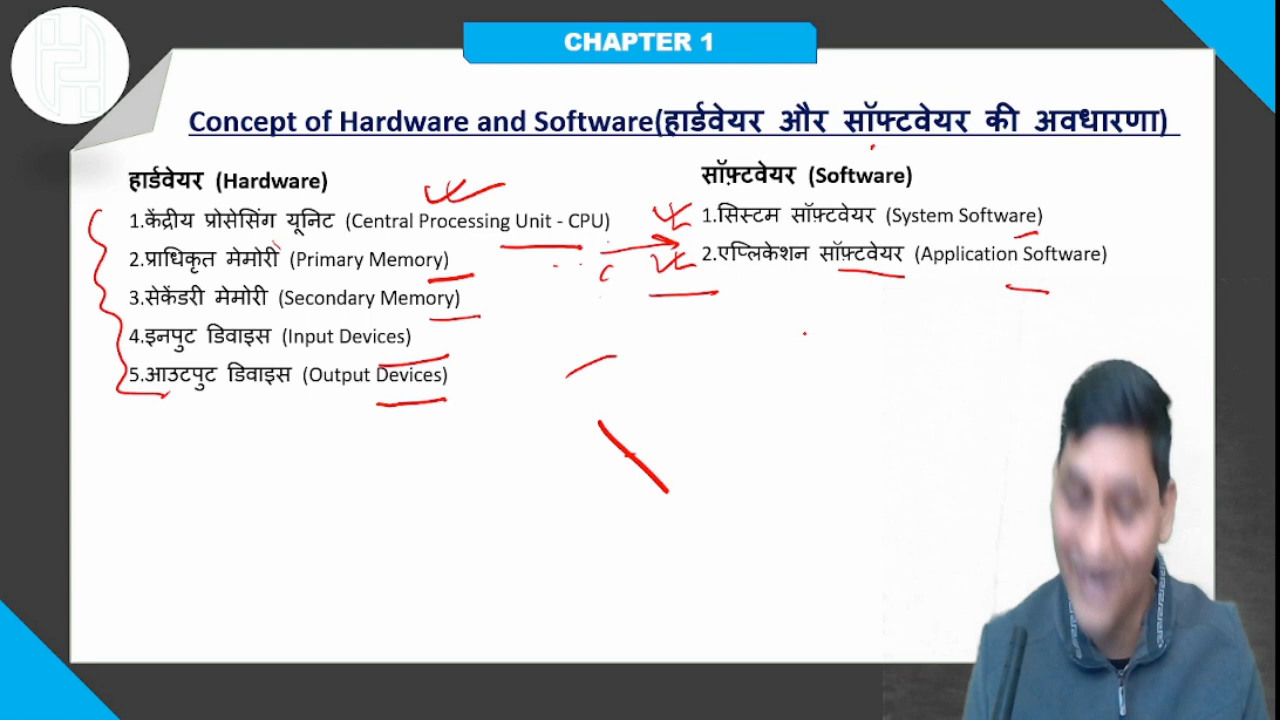 CHAPTER 1
Concept of Hardware and Software(हार्डवेयर और सॉफ्टवेयर की अवधारणा)
हार्डवेयर (Hardware)
1.केंद्रीय प्रोसेसिंग यूनिट (Central Processing Unit - CPU)
2.प्राधिकृत मेमोरी (Primary Memory)
3.सेकेंडरी मेमोरी (Secondary Memory)
4.इनपुट डिवाइस (Input Devices)
5.आउटपुट डिवाइस (Output Devices)
सॉफ़्टवेयर (Software)
1.सिस्टम सॉफ़्टवेयर (System Software)
2.एप्लिकेशन सॉफ़्टवेयर (Application Software)